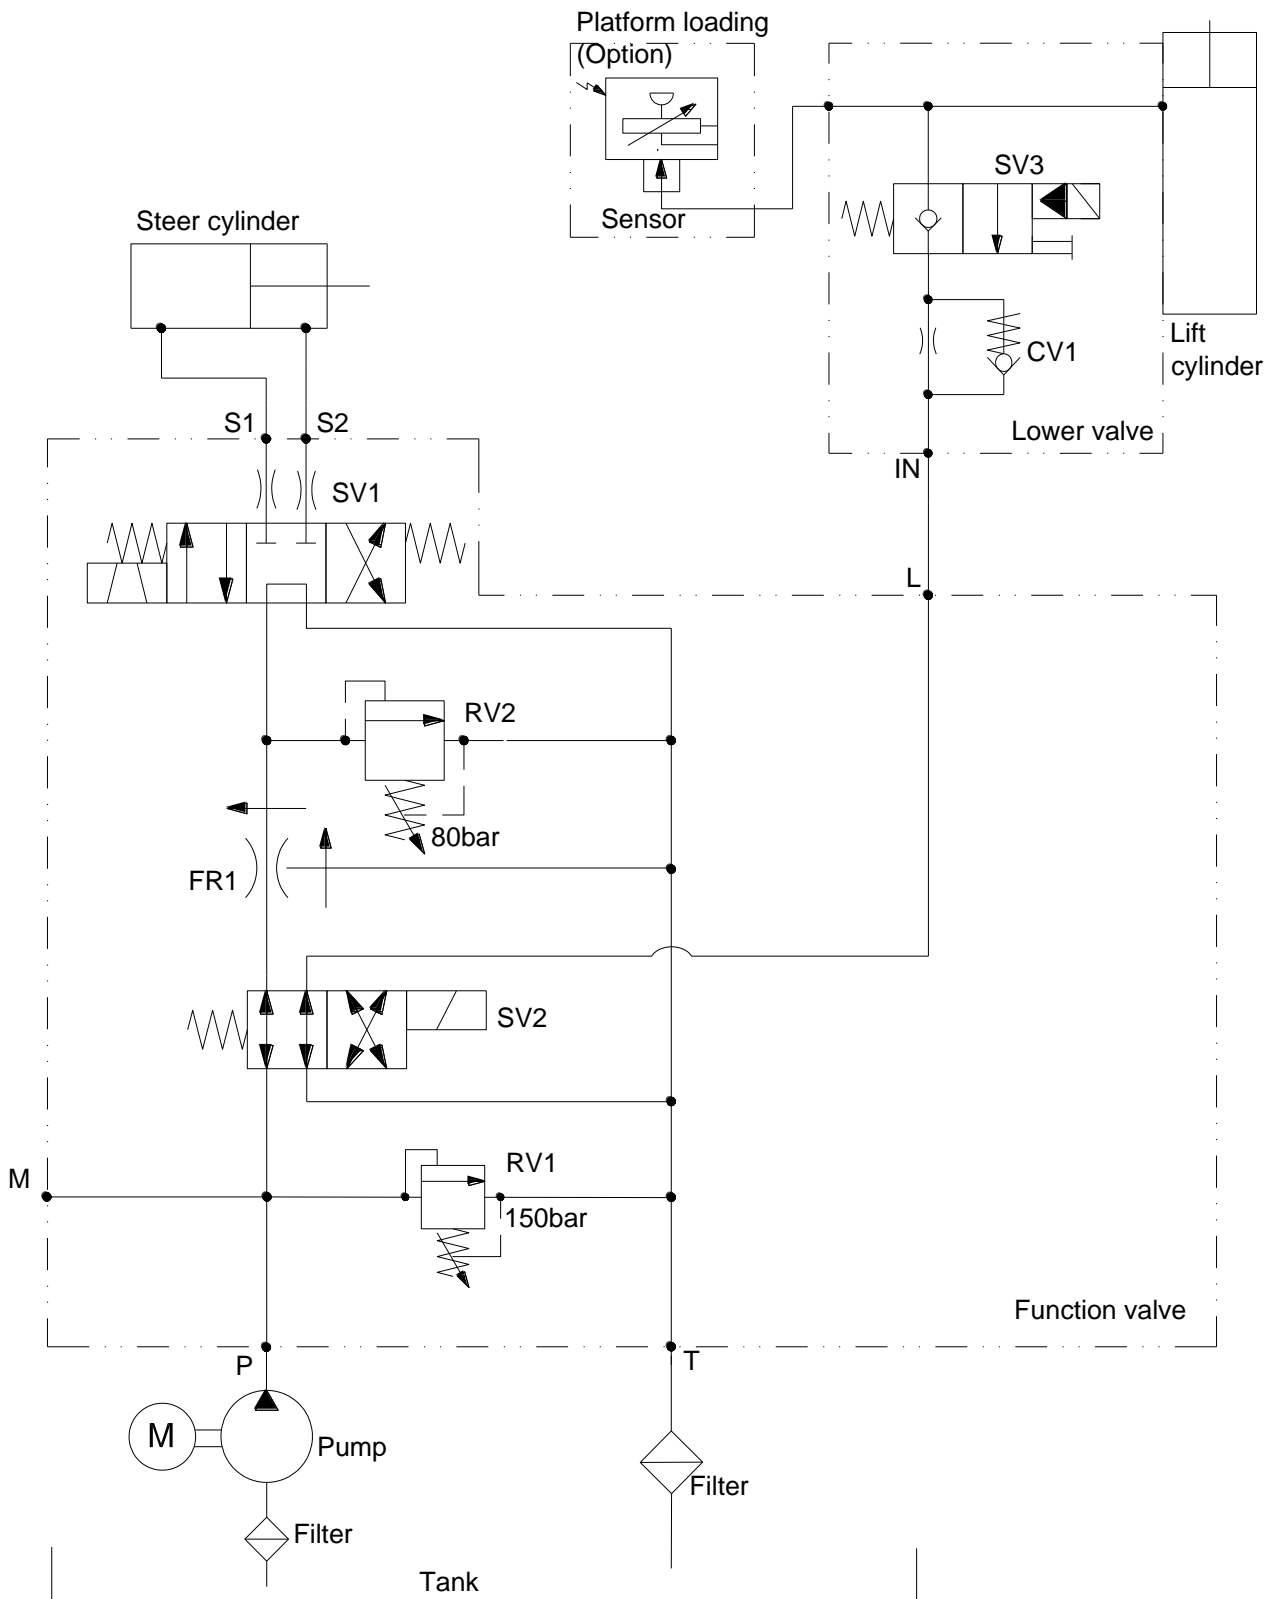 Platform loading
(Option)
Sensor
SV3
CV1
Lift
cylinder
Lower valve
IN
Steer cylinder
S1
S2
SV1
L
RV2
80bar
FR1
SV2
M
RV1
150bar
Function valve
P
T
M
Pump
Filter
Filter
Tank